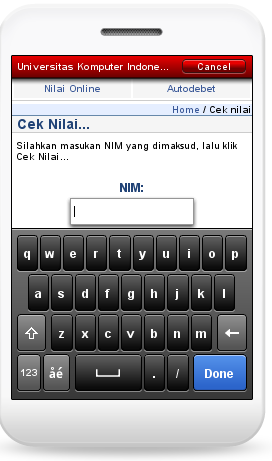 Universitas Komputer Indone... Cancel
Nilai Online Autodebet
Home / Cek nilai
Cek Nilai...
Silahkan masukan NIM yang dimaksud, lalu klik
Cek Nilai...
NIM:
q w e r t y u i o p
a s d f g h j k l
z x c v b n m
123 åé . / Done